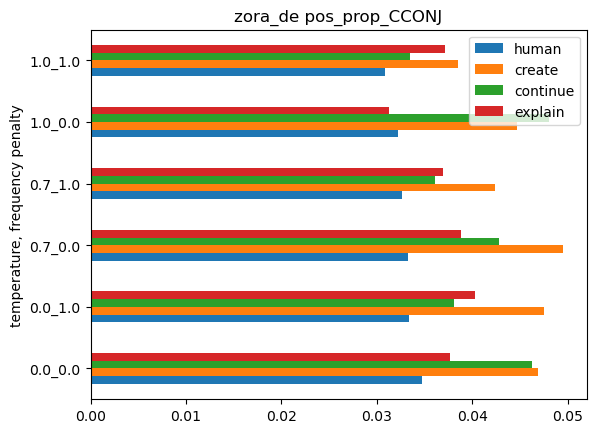 zora_de pos_prop_CCONJ
human
create
continue
explain
temperature, frequency penalty
1.0_1.0
1.0_0.0
0.7_1.0
0.7_0.0
0.0_1.0
0.0_0.0
0.00 0.01 0.02 0.03 0.04 0.05